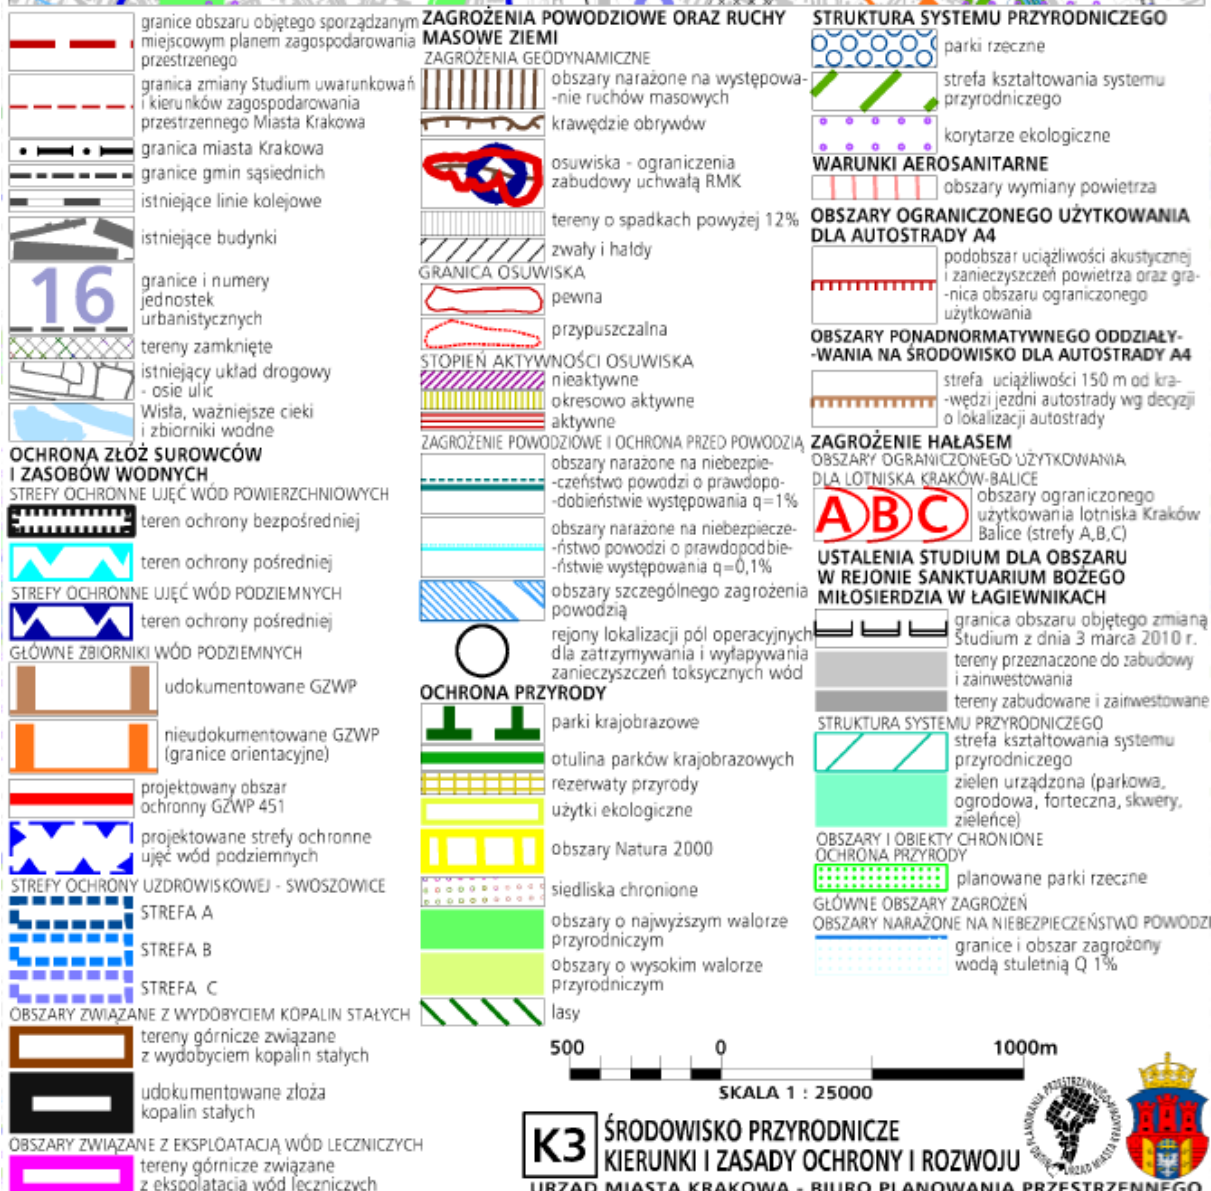 granice obszaru objętego sporządzanym
miejscowym planem zagospodarowania
przestrzenego
granica zmiany Studium uwarunkowań
i kierunków zagospodarowania
przestrzennego Miasta Krakowa
granica miasta Krakowa
granice gmin sąsiednich
istniejące linie kolejowe
istniejące budynki
16
granice i numery
jednostek
urbanistycznych
tereny zamknięte
istniejący układ drogowy
- osie ulic
Wisła, ważniejsze cieki
i zbiorniki wodne
OCHRONA ZŁÓŻ SUROWCÓW
I ZASOBÓW WODNYCH
STREFY OCHRONNE UJĘĆ WÓD POWIERZCHNIOWYCH
teren ochrony bezpośredniej
teren ochrony pośredniej
STREFY OCHRONNE UJĘĆ WÓD PODZIEMNYCH
teren ochrony pośredniej
GŁÓWNE ZBIORNIKI WÓD PODZIEMNYCH
udokumentowane GZWP
nieudokumentowane GZWP
(granice orientacyjne)
projektowany obszar
ochronny GZWP 451
projektowane strefy ochronne
ujęć wód podziemnych
STREFY OCHRONY UZDROWISKOWEJ - SWOSZOWICE
STREFA A
STREFA B
STREFA C
OBSZARY ZWIĄZANE Z WYDOBYCIEM KOPALIN STAŁYCH
tereny górnicze związane
z wydobyciem kopalin stałych
udokumentowane złoża
kopalin stałych
OBSZARY ZWIĄZANE Z EKSPLOATACJĄ WÓD LECZNICZYCH
tereny górnicze związane
z ekspolatacją wód leczniczych
ZAGROŻENIA POWODZIOWE ORAZ RUCHY
MASOWE ZIEMI
ZAGROŻENIA GEODYNAMICZNE
obszary narażone na występowa-
-nie ruchów masowych
krawędzie obrywów
osuwiska - ograniczenia
zabudowy uchwałą RMK
tereny o spadkach powyżej 12%
zwały i hałdy
GRANICA OSUWISKA
pewna
przypuszczalna
STOPIEŃ AKTYWNOŚCI OSUWISKA
nieaktywne
okresowo aktywne
aktywne
ZAGROŻENIE POWODZIOWE I OCHRONA PRZED POWODZIĄ
obszary narażone na niebezpie-
-czeństwo powodzi o prawdopo-
-dobieństwie występowania q=1%
obszary narażone na niebezpiecze-
-ństwo powodzi o prawdopodbie-
-ństwie występowania q=0,1%
obszary szczególnego zagrożenia
powodzią
rejony lokalizacji pól operacyjnych
dla zatrzymywania i wyłapywania
zanieczyszczeń toksycznych wód
OCHRONA PRZYRODY
parki krajobrazowe
otulina parków krajobrazowych
rezerwaty przyrody
użytki ekologiczne
obszary Natura 2000
siedliska chronione
obszary o najwyższym walorze
przyrodniczym
obszary o wysokim walorze
przyrodniczym
lasy
STRUKTURA SYSTEMU PRZYRODNICZEGO
parki rzeczne
strefa kształtowania systemu
przyrodniczego
korytarze ekologiczne
WARUNKI AEROSANITARNE
obszary wymiany powietrza
OBSZARY OGRANICZONEGO UŻYTKOWANIA
DLA AUTOSTRADY A4
podobszar uciążliwości akustycznej
i zanieczyszczeń powietrza oraz gra-
-nica obszaru ograniczonego
użytkowania
OBSZARY PONADNORMATYWNEGO ODDZIAŁY-
-WANIA NA ŚRODOWISKO DLA AUTOSTRADY A4
strefa uciążliwości 150 m od kra-
-wędzi jezdni autostrady wg decyzji
o lokalizacji autostrady
ZAGROŻENIE HAŁASEM
OBSZARY OGRANICZONEGO UŻYTKOWANIA
DLA LOTNISKA KRAKÓW-BALICE
A B C
obszary ograniczonego
użytkowania lotniska Kraków
Balice (strefy A,B,C)
USTALENIA STUDIUM DLA OBSZARU
W REJONIE SANKTUARIUM BOŻEGO
MIŁOSIERDZIA W ŁAGIEWNIKACH
granica obszaru objętego zmianą
Studium z dnia 3 marca 2010 r.
tereny przeznaczone do zabudowy
i zainwestowania
tereny zabudowane i zainwestowane
STRUKTURA SYSTEMU PRZYRODNICZEGO
strefa kształtowania systemu
przyrodniczego
zielen urządzona (parkowa,
ogrodowa, forteczna, skwery,
zieleńce)
OBSZARY I OBIEKTY CHRONIONE
OCHRONA PRZYRODY
planowane parki rzeczne
GŁÓWNE OBSZARY ZAGROŻEŃ
OBSZARY NARAŻONE NA NIEBEZPIECZEŃSTWO POWODZI
granice i obszar zagrożony
wodą stuletnią Q 1%
500 0 1000m
SKALA 1 : 25000
K3
ŚRODOWISKO PRZYRODNICZE
KIERUNKI I ZASADY OCHRONY I ROZWOJU
URZĄD MIASTA KRAKOWA - BIURO PLANOWANIA PRZESTRZENNEGO